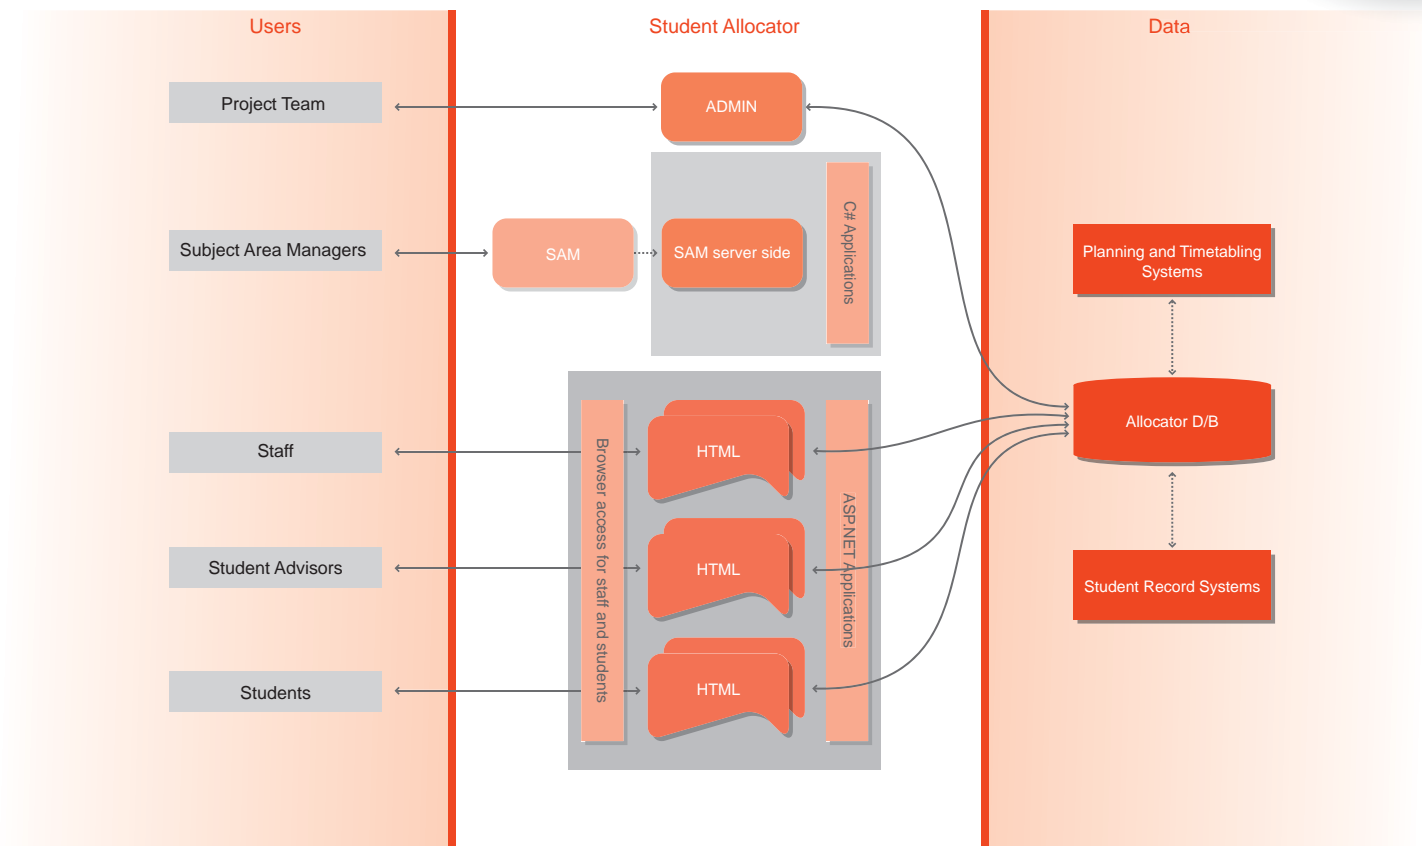 Users
Student Allocator
Data
Project Team
ADMIN
Subject Area Managers
SAM
SAM server side
C# Applications
Planning and Timetabling
Systems
Allocator D/B
Staff
HTML
Browser access for staff and students
ASP.NET Applications
Student Advisors
HTML
Student Record Systems
Students
HTML